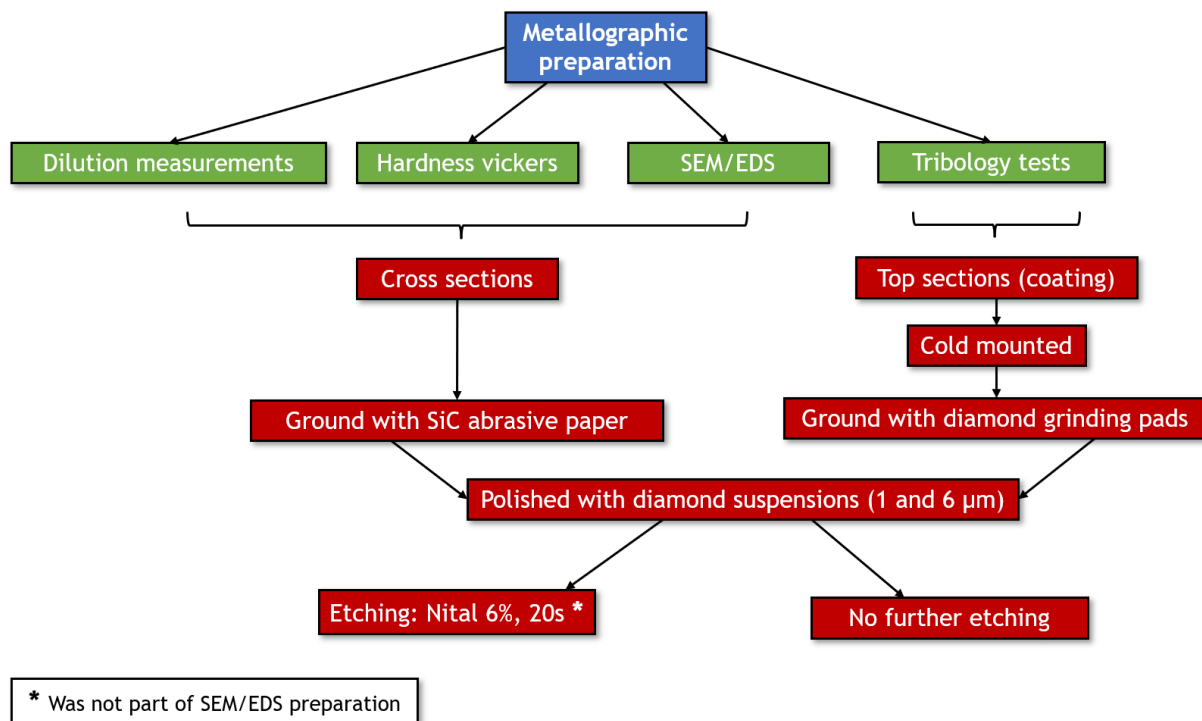 Metallographic
preparation
Dilution measurements
Hardness vickers
SEM/EDS
Tribology tests
Cross sections
Top sections (coating)
Cold mounted
Ground with SiC abrasive paper
Ground with diamond grinding pads
Polished with diamond suspensions (1 and 6 µm)
Etching: Nital 6%, 20s *
No further etching
* Was not part of SEM/EDS preparation